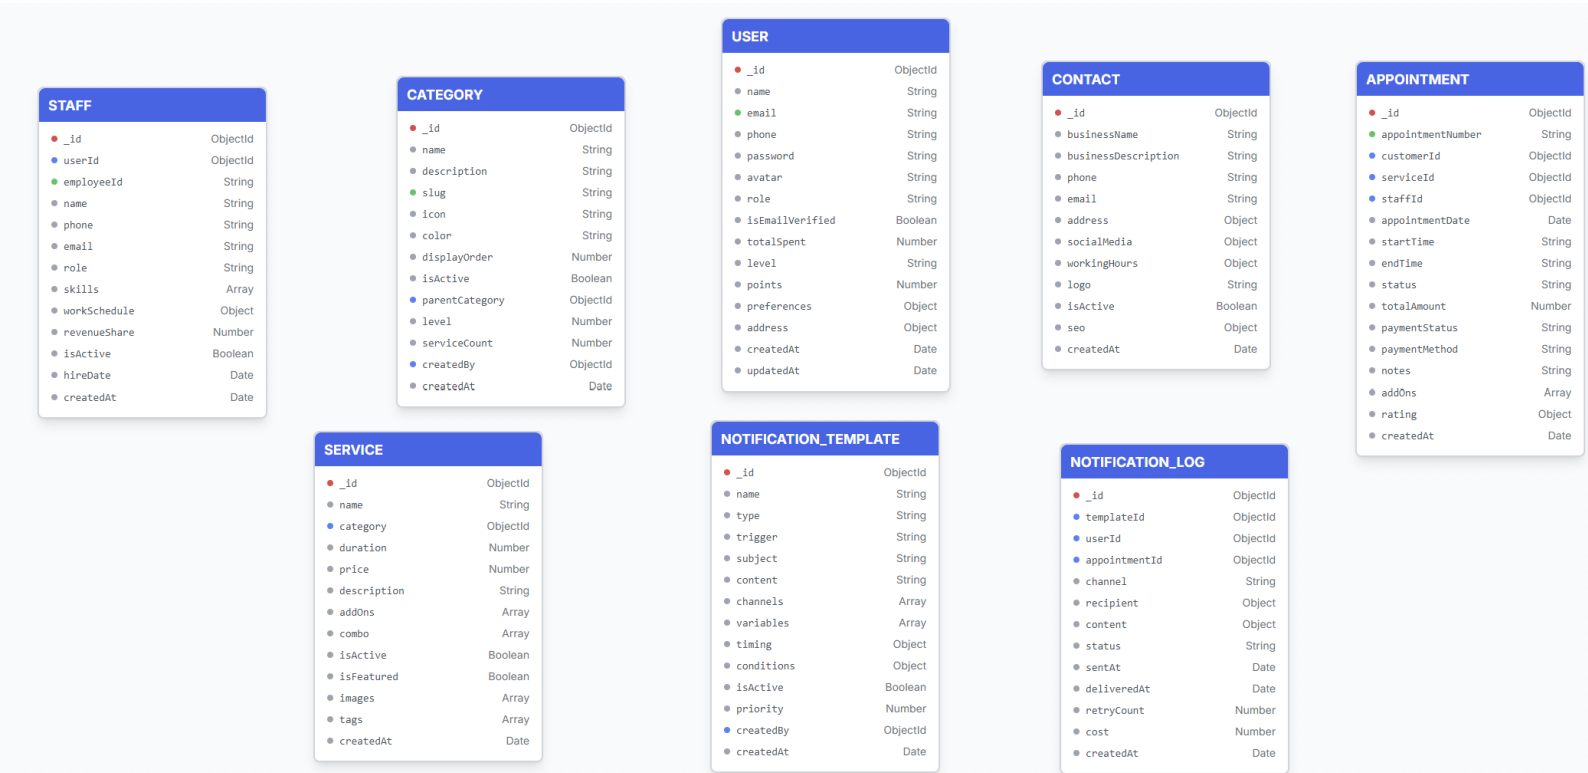 STAFF
_id ObjectId
userId ObjectId
employeeId String
name String
phone String
email String
role String
skills Array
workSchedule Object
revenueShare Number
isActive Boolean
hireDate Date
createdAt Date
CATEGORY
_id ObjectId
name String
description String
slug String
icon String
color String
displayOrder Number
isActive Boolean
parentCategory ObjectId
level Number
serviceCount Number
createdBy ObjectId
createdAt Date
USER
_id ObjectId
name String
email String
phone String
password String
avatar String
role String
isEmailVerified Boolean
totalSpent Number
level String
points Number
preferences Object
address Object
createdAt Date
updatedAt Date
CONTACT
_id ObjectId
businessName String
businessDescription String
phone String
email String
address Object
socialMedia Object
workingHours Object
logo String
isActive Boolean
seo Object
createdAt Date
APPOINTMENT
_id ObjectId
appointmentNumber String
customerId ObjectId
serviceId ObjectId
staffId ObjectId
appointmentDate Date
startTime String
endTime String
status String
totalAmount Number
paymentStatus String
paymentMethod String
notes String
addOns Array
rating Object
createdAt Date
SERVICE
_id ObjectId
name String
category ObjectId
duration Number
price Number
description String
addOns Array
combo Array
isActive Boolean
isFeatured Boolean
images Array
tags Array
createdAt Date
NOTIFICATION_TEMPLATE
_id ObjectId
name String
type String
trigger String
subject String
content String
channels Array
variables Array
timing Object
conditions Object
isActive Boolean
priority Number
createdBy ObjectId
createdAt Date
NOTIFICATION_LOG
_id ObjectId
templateId ObjectId
userId ObjectId
appointmentId ObjectId
channel String
recipient Object
content Object
status String
sentAt Date
deliveredAt Date
retryCount Number
cost Number
createdAt Date